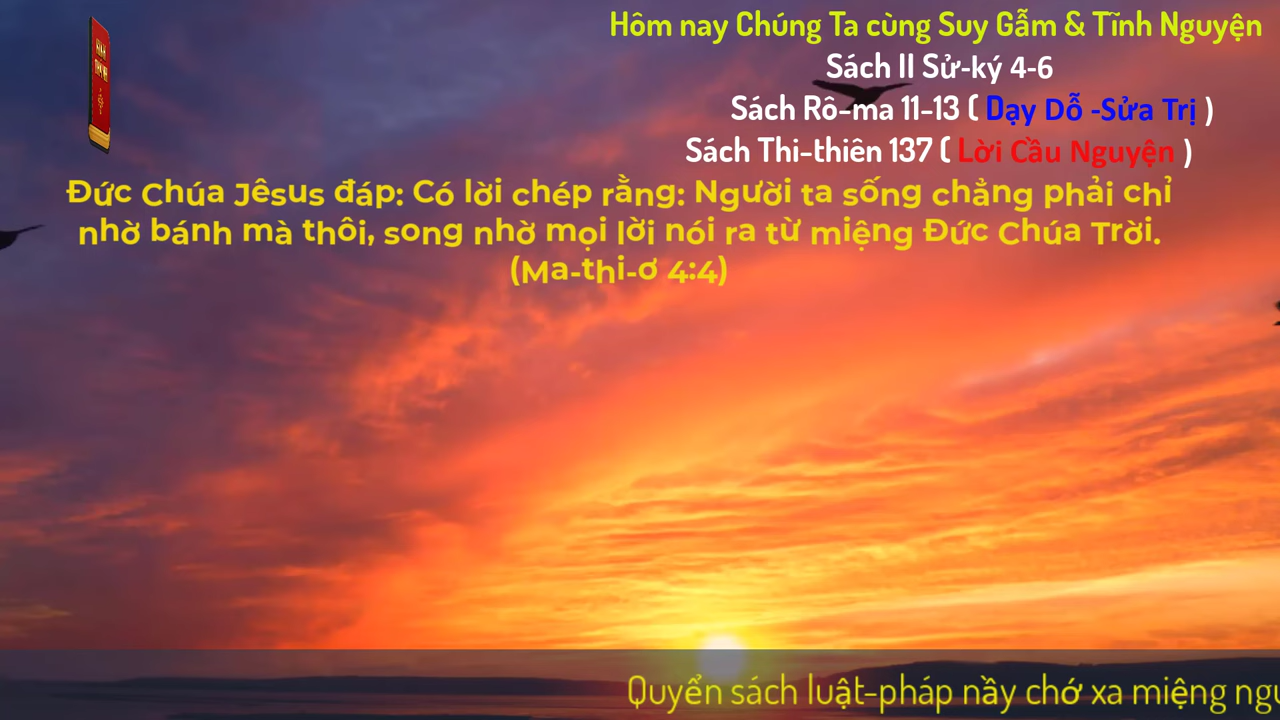 Hôm nay Chúng Ta cùng Suy Gẫm & Tĩnh Nguyện
Sách II Sử-ký 4-6
Sách Rô-ma 11-13 ( Dạy Dỗ -Sửa Trị )
Sách Thi-thiên 137 ( Lời Cầu Nguyện )
Đức Chúa Jêsus đáp: Có lời chép rằng: Người ta sống chẳng phải chỉ
nhờ bánh mà thôi, song nhờ mọi lời nói ra từ miệng Đức Chúa Trời.
(Ma-thi-ơ 4:4)
Quyển sách luật-pháp nầy chớ xa miệng